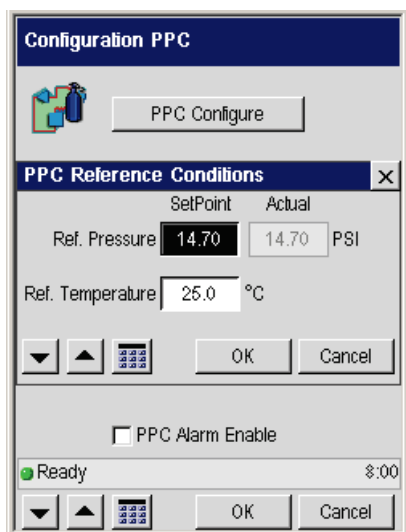 Configuration PPC
PPC Configure
PPC Reference Conditions
SetPoint Actual
Ref. Pressure 14.70 14.70 PSI
Ref. Temperature 25.0 °C
OK Cancel
PPC Alarm Enable
Ready 8:00
OK Cancel